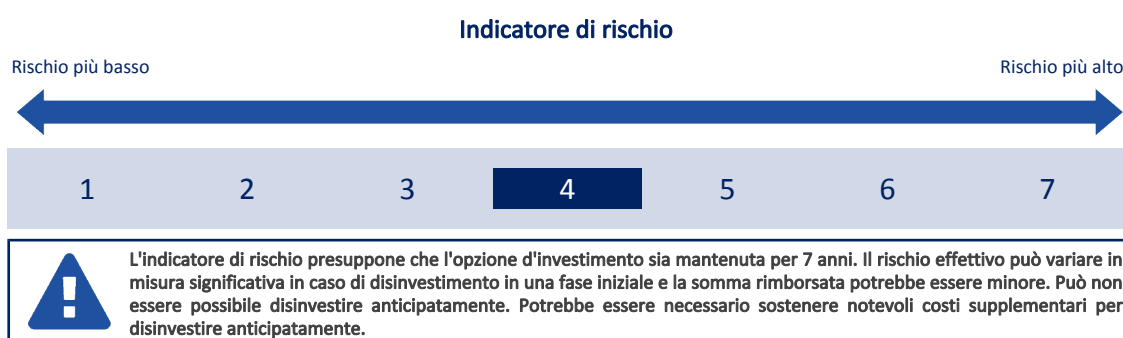 Indicatore di rischio
Rischio più basso
Rischio più alto
1 2 3 4 5 6 7
L'indicatore di rischio presuppone che l'opzione d'investimento sia mantenuta per 7 anni. Il rischio effettivo può variare in
misura significativa in caso di disinvestimento in una fase iniziale e la somma rimborsata potrebbe essere minore. Può non
essere possibile disinvestire anticipatamente. Potrebbe essere necessario sostenere notevoli costi supplementari per
disinvestire anticipatamente.